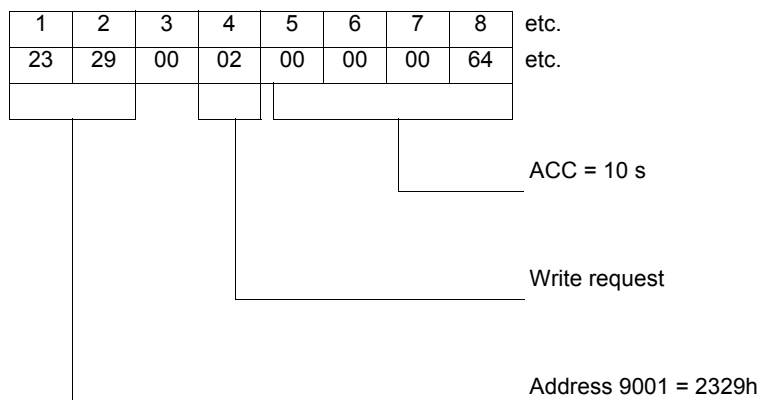 1 2 3 4 5 6 7 8 etc.
23 29 00 02 00 00 00 64 etc.
ACC = 10 s
Write request
Address 9001 = 2329h